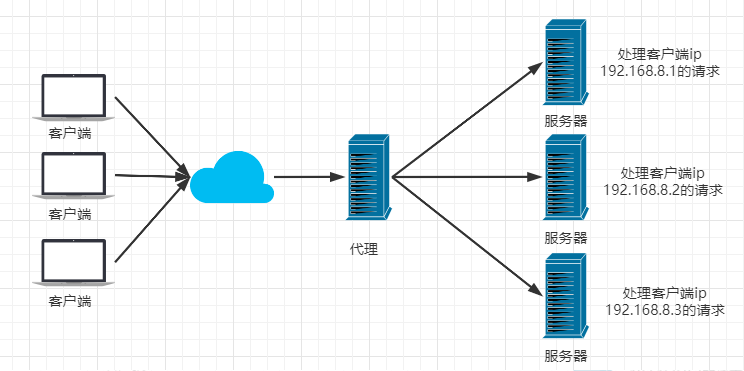 客户端
客户端
客户端
代理
处理客户端ip
192.168.8.1的请求
服务器
处理客户端ip
192.168.8.2的请求
服务器
处理客户端ip
192.168.8.3的请求
服务器